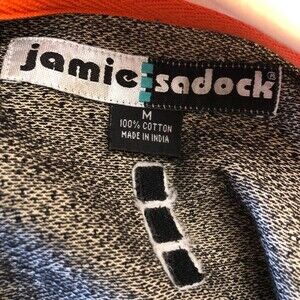 jamie sadock®
M
100% COTTON
MADE IN INDIA